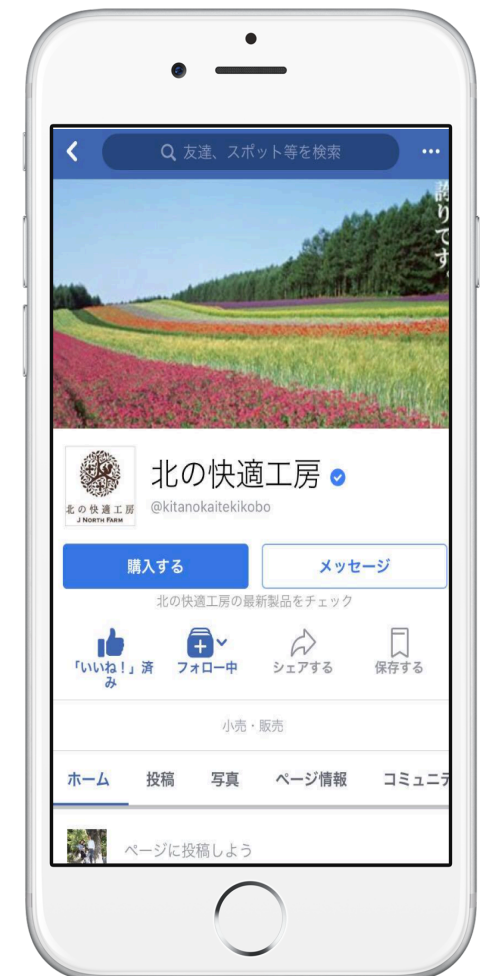 友達、スポット等を検索
誇りです。
北の快適工房
J NORTH FARM
北の快適工房
@kitanokaitekikobo
購入する
メッセージ
北の快適工房の最新製品をチェック
「いいね！」済み
フォロー中
シェアする
保存する
小売・販売
ホーム
投稿
写真
ページ情報
コミュニテ
ページに投稿しよう